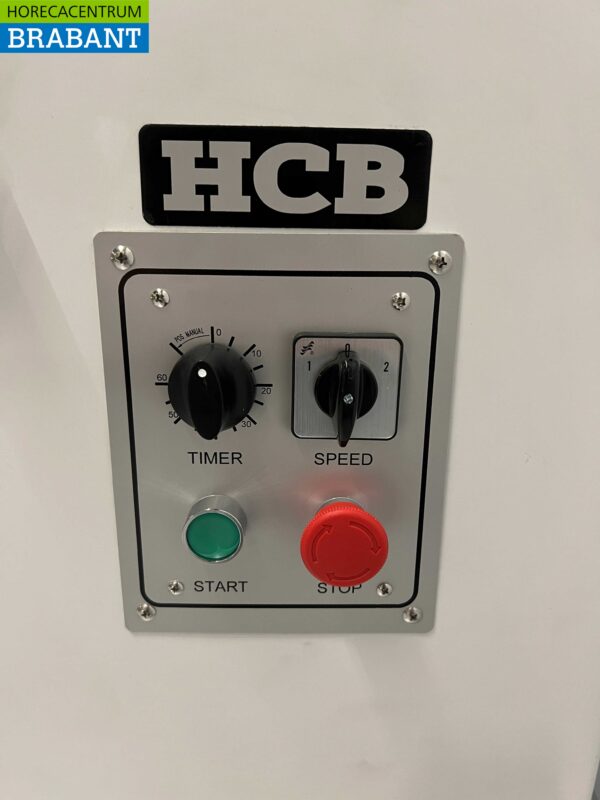 HORECACENTRUM
BRABANT
HCB
POS MANUAL
0
10
20
30
50
60
0
1
2
TIMER
SPEED
START
STOP